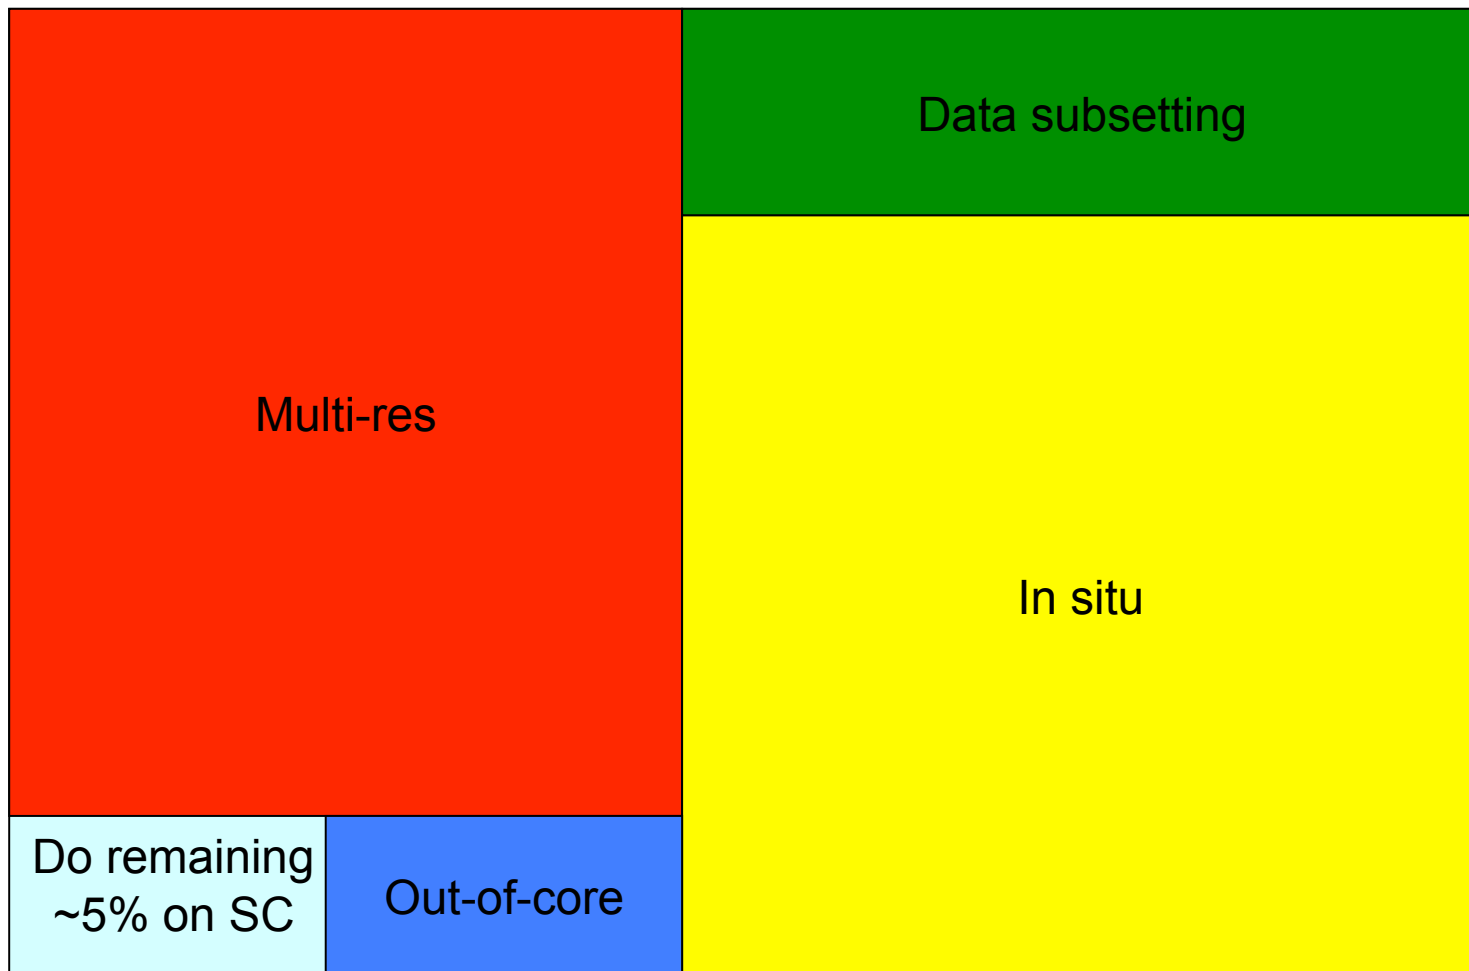 Data subsetting
Multi-res
In situ
Do remaining
~5% on SC
Out-of-core